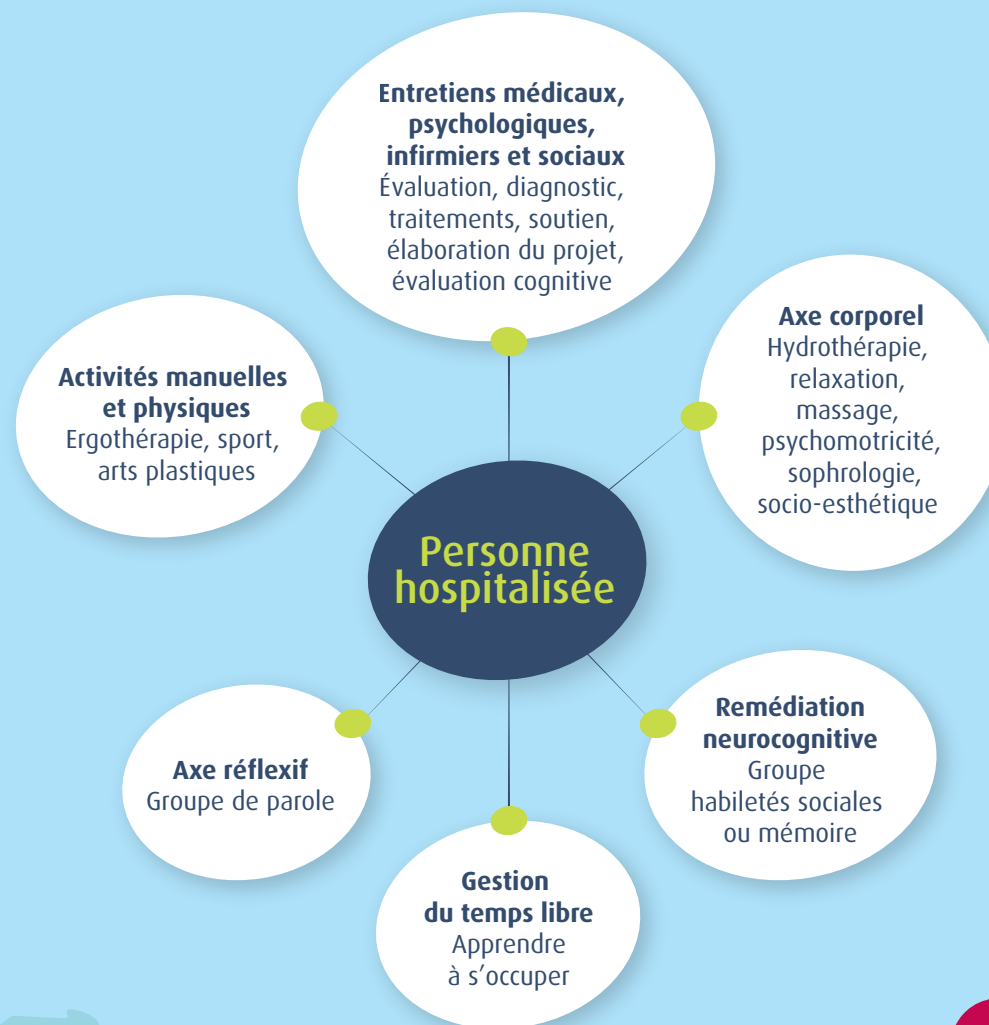 Entretiens médicaux,
psychologiques,
infirmiers et sociaux
Évaluation, diagnostic,
traitements, soutien,
élaboration du projet,
évaluation cognitive
Axe corporel
Hydrothérapie,
relaxation,
massage,
psychomotricité,
sophrologie,
socio-esthétique
Activités manuelles
et physiques
Ergothérapie, sport,
arts plastiques
Personne
hospitalisée
Remédiation
neurocognitive
Groupe
habiletés sociales
ou mémoire
Axe réflexif
Groupe de parole
Gestion
du temps libre
Apprendre
à s’occuper